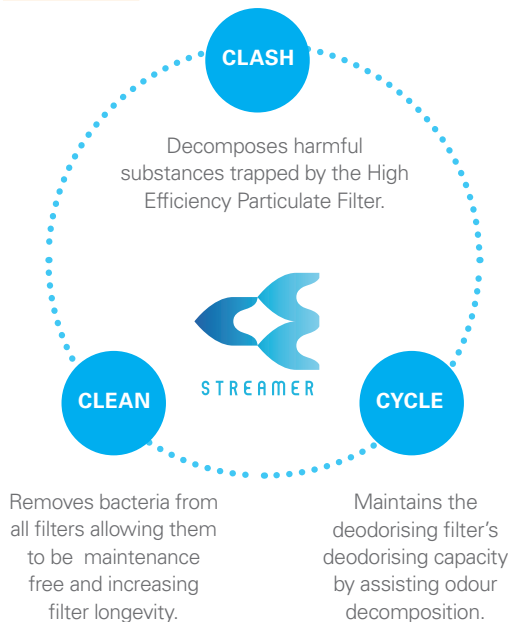 CLASH
Decomposes harmful
substances trapped by the High
Efficiency Particulate Filter.
STREAMER
CLEAN
CYCLE
Removes bacteria from
all filters allowing them
to be maintenance
free and increasing
filter longevity.
Maintains the
deodorising filter's
deodorising capacity
by assisting odour
decomposition.